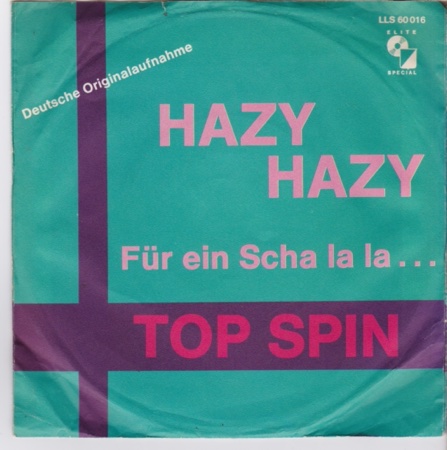 LLS 60 016
ELITE
SPECIAL
Deutsche Originalaufnahme
HAZY
HAZY
Für ein Scha la la...
TOP SPIN